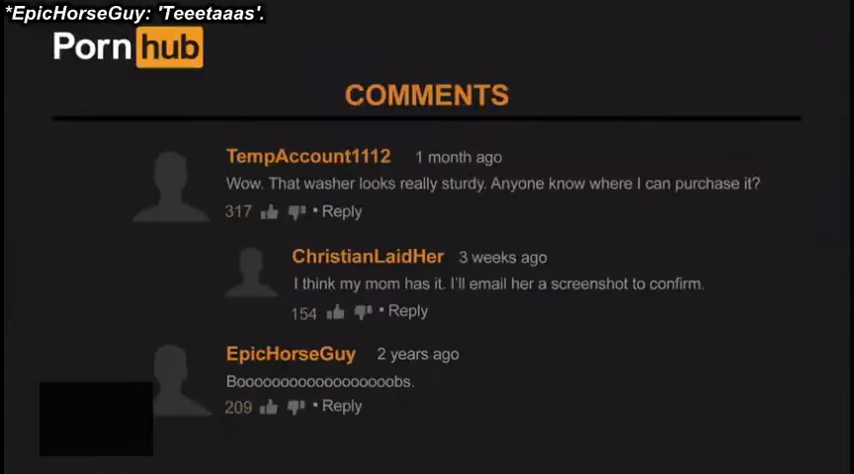 *EpicHorseGuy: 'Teeetaaas'.
Porn hub
COMMENTS
TempAccount1112 1 month ago
Wow. That washer looks really sturdy. Anyone know where I can purchase it?
317 • Reply
ChristianLaidHer 3 weeks ago
I think my mom has it. I'll email her a screenshot to confirm.
154 • Reply
EpicHorseGuy 2 years ago
Boooooooooooooooooobs.
209 • Reply